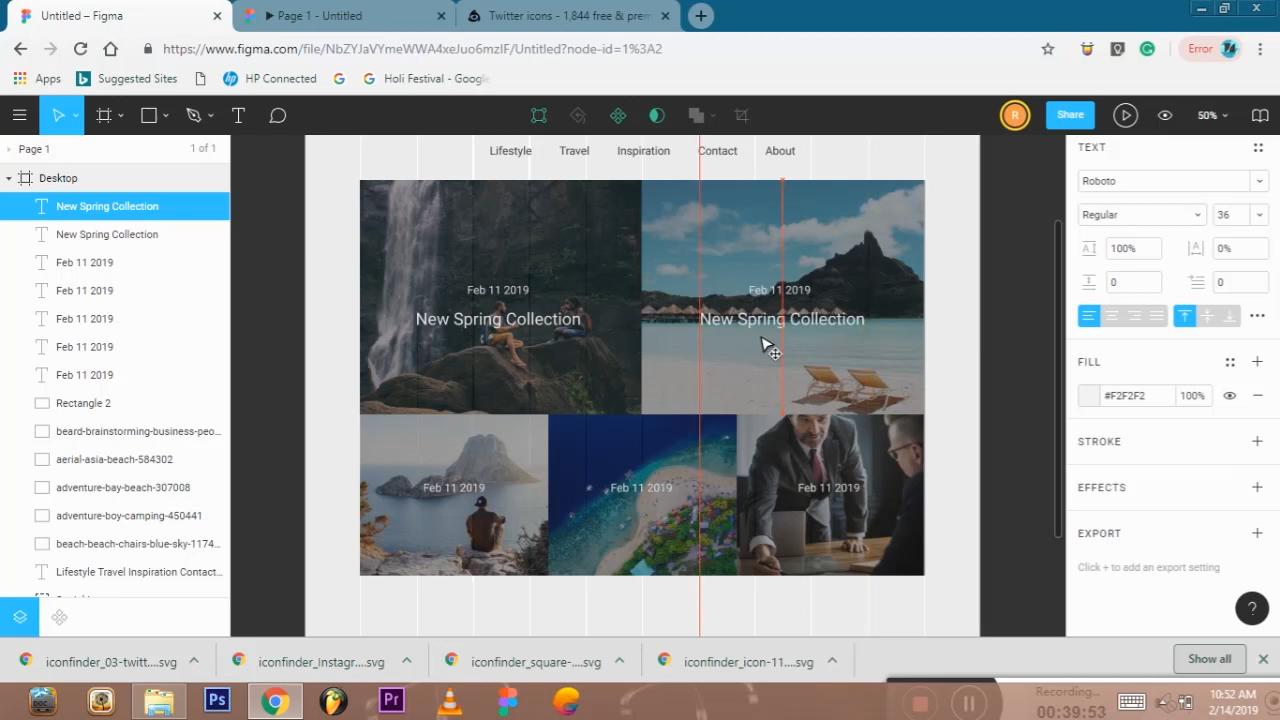 Untitled – Figma
Page 1 - Untitled
Twitter icons - 1,844 free & prem
https://www.figma.com/file/NbZYJaVYmeWWA4xeJuo6mzIF/Untitled?node-id=1%3A2
Error
Apps
Suggested Sites
HP Connected
Holi Festival - Google
Share
50%
Page 1
1 of 1
Desktop
New Spring Collection
New Spring Collection
Feb 11 2019
Feb 11 2019
Feb 11 2019
Feb 11 2019
Feb 11 2019
Rectangle 2
beard-brainstorming-business-peo...
aerial-asia-beach-584302
adventure-bay-beach-307008
adventure-boy-camping-450441
beach-beach-chairs-blue-sky-1174...
Lifestyle Travel Inspiration Contact...
Lifestyle Travel Inspiration Contact About
Feb 11 2019
New Spring Collection
Feb 11 2019
New Spring Collection
Feb 11 2019
Feb 11 2019
Feb 11 2019
TEXT
Roboto
Regular
36
100%
0%
0
0
FILL
#F2F2F2
100%
STROKE
EFFECTS
EXPORT
Click + to add an export setting
?
iconfinder_03-twitt....svg
iconfinder_Instagr....svg
iconfinder_square-....svg
iconfinder_icon-11....svg
Show all
DOC
Ps
Pr
Recording...
00:39:53
10:52 AM
2/14/2019